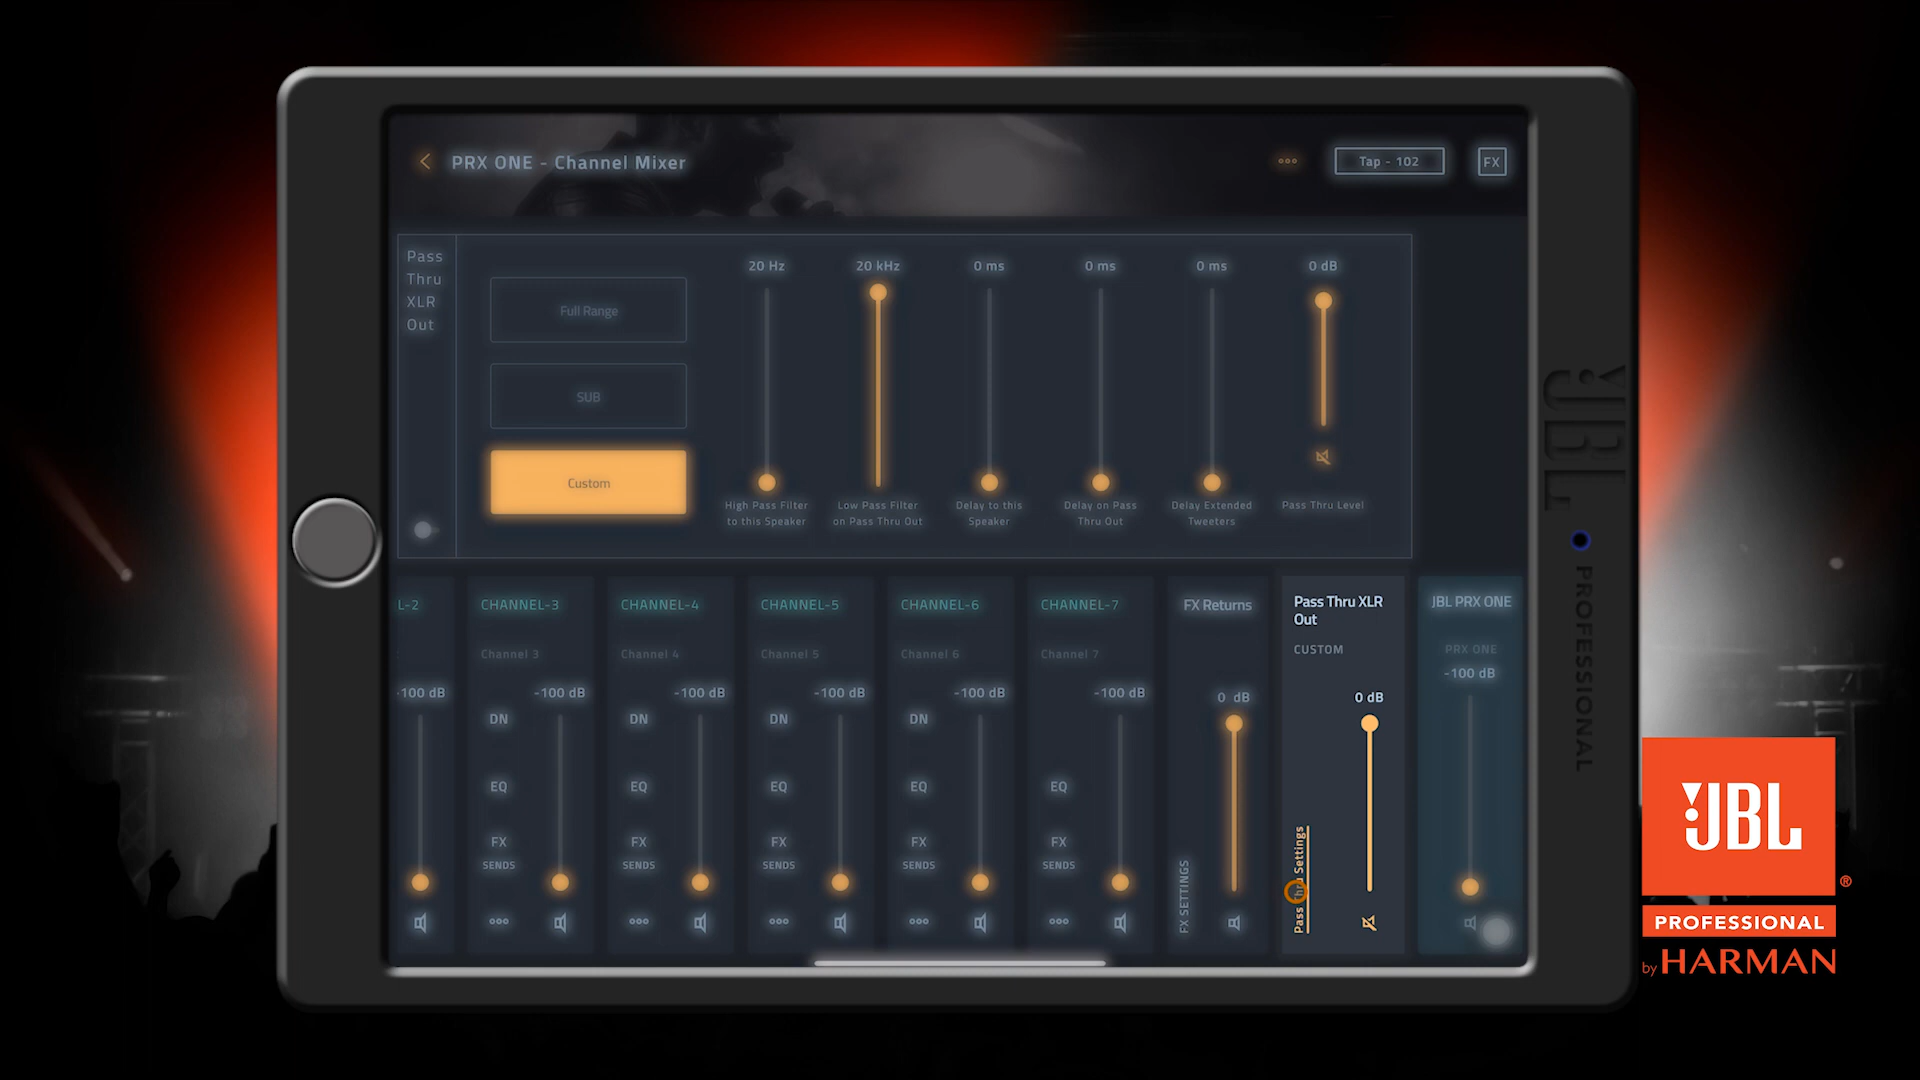 PRX ONE - Channel Mixer
Tap - 102
FX
Pass
Thru
XLR
Out
Full Range
SUB
Custom
20 Hz
20 kHz
0 ms
0 ms
0 ms
0 dB
High Pass Filter
to this Speaker
Low Pass Filter
on Pass Thru Out
Delay to this
Speaker
Delay on Pass
Thru Out
Delay Extended
Tweeters
Pass Thru Level
L-2
-100 dB
CHANNEL-3
Channel 3
-100 dB
DN
EQ
FX
SENDS
CHANNEL-4
Channel 4
-100 dB
DN
EQ
FX
SENDS
CHANNEL-5
Channel 5
-100 dB
DN
EQ
FX
SENDS
CHANNEL-6
Channel 6
-100 dB
DN
EQ
FX
SENDS
CHANNEL-7
Channel 7
-100 dB
EQ
FX
SENDS
FX Returns
0 dB
FX SETTINGS
Pass Thru XLR
Out
CUSTOM
0 dB
Pass Thru Settings
JBL PRX ONE
PRX ONE
-100 dB
JBL
PROFESSIONAL
JBL
®
PROFESSIONAL
by HARMAN